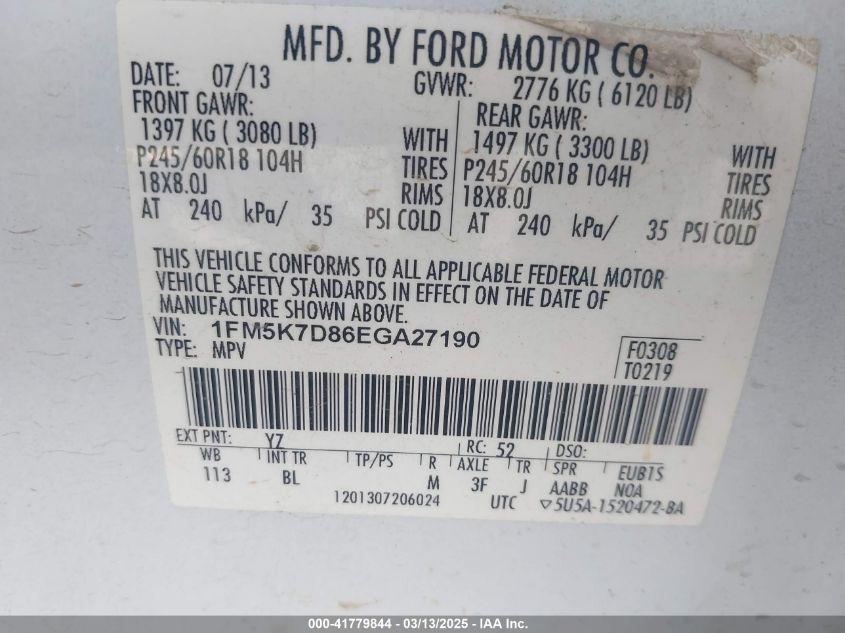 MFD. BY FORD MOTOR CO.
DATE: 07/13 GVWR: 2776 KG ( 6120 LB)
FRONT GAWR: REAR GAWR:
1397 KG ( 3080 LB) WITH 1497 KG ( 3300 LB) WITH
P245/60R18 104H TIRES P245/60R18 104H TIRES
18X8.0J RIMS 18X8.0J RIMS
AT 240 kPa/ 35 PSI COLD AT 240 kPa/ 35 PSI COLD
THIS VEHICLE CONFORMS TO ALL APPLICABLE FEDERAL MOTOR
VEHICLE SAFETY STANDARDS IN EFFECT ON THE DATE OF
MANUFACTURE SHOWN ABOVE.
VIN: 1FM5K7D86EGA27190
TYPE: MPV
F0308
T0219
EXT PNT: YZ RC: 52 DSO:
WB INT TR TP/PS R AXLE TR SPR EUB1S
113 BL M 3F J AABB N0A
1201307206024 UTC ▽5U5A-1520472-BA
000-41779844 - 03/13/2025 - IAA Inc.